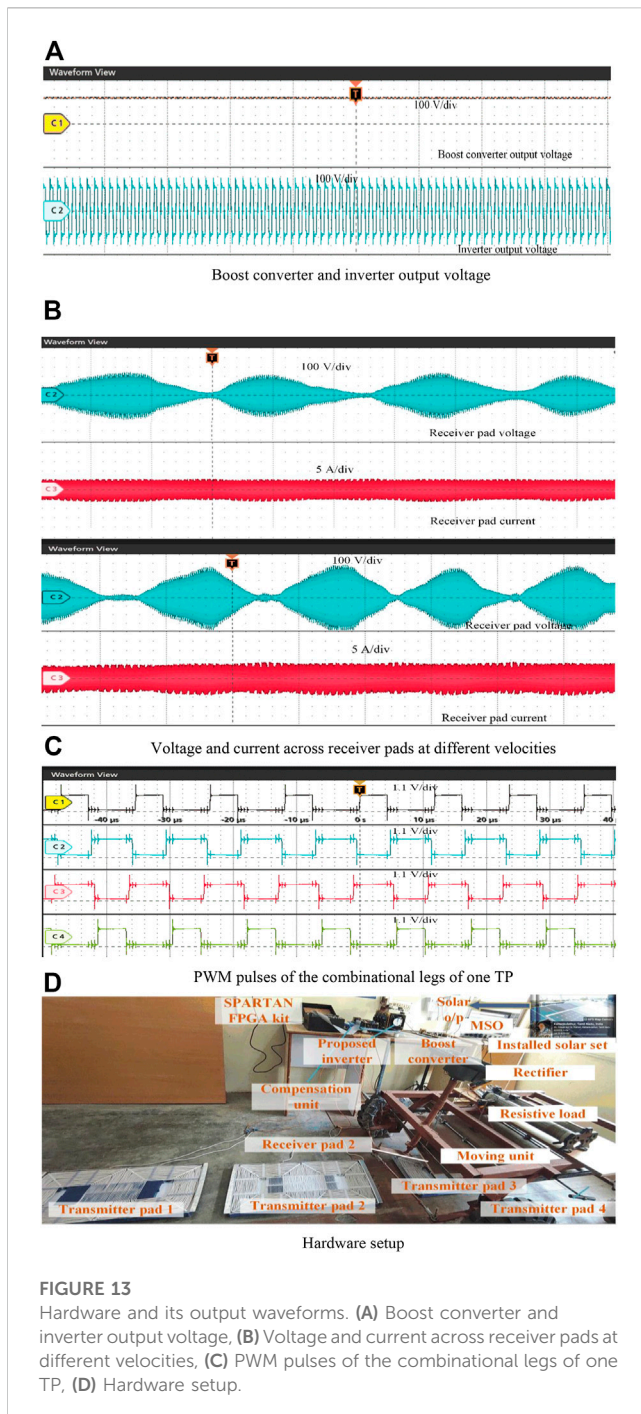 A
Waveform View
T
100 V/div
C1
Boost converter output voltage
100 V/div
C2
Inverter output voltage
Boost converter and inverter output voltage
B
Waveform View
T
100 V/div
C2
Receiver pad voltage
5 A/div
C3
Receiver pad current
T
100 V/div
C2
Receiver pad voltage
5 A/div
C3
Receiver pad current
Voltage and current across receiver pads at different velocities
C
Waveform View
T
1.1 V/div
C1
-40 µs -30 µs -20 µs -10 µs 0 s 10 µs 20 µs 30 µs 40
1.1 V/div
C2
1.1 V/div
C3
1.1 V/div
C4
PWM pulses of the combinational legs of one TP
D
SPARTAN FPGA kit
Solar o/p
MSO
Installed solar set
Proposed inverter
Boost converter
Rectifier
Compensation unit
Resistive load
Receiver pad 2
Moving unit
Transmitter pad 3
Transmitter pad 1
Transmitter pad 2
Transmitter pad 4
Hardware setup
FIGURE 13
Hardware and its output waveforms. (A) Boost converter and
inverter output voltage, (B) Voltage and current across receiver pads at
different velocities, (C) PWM pulses of the combinational legs of one
TP, (D) Hardware setup.